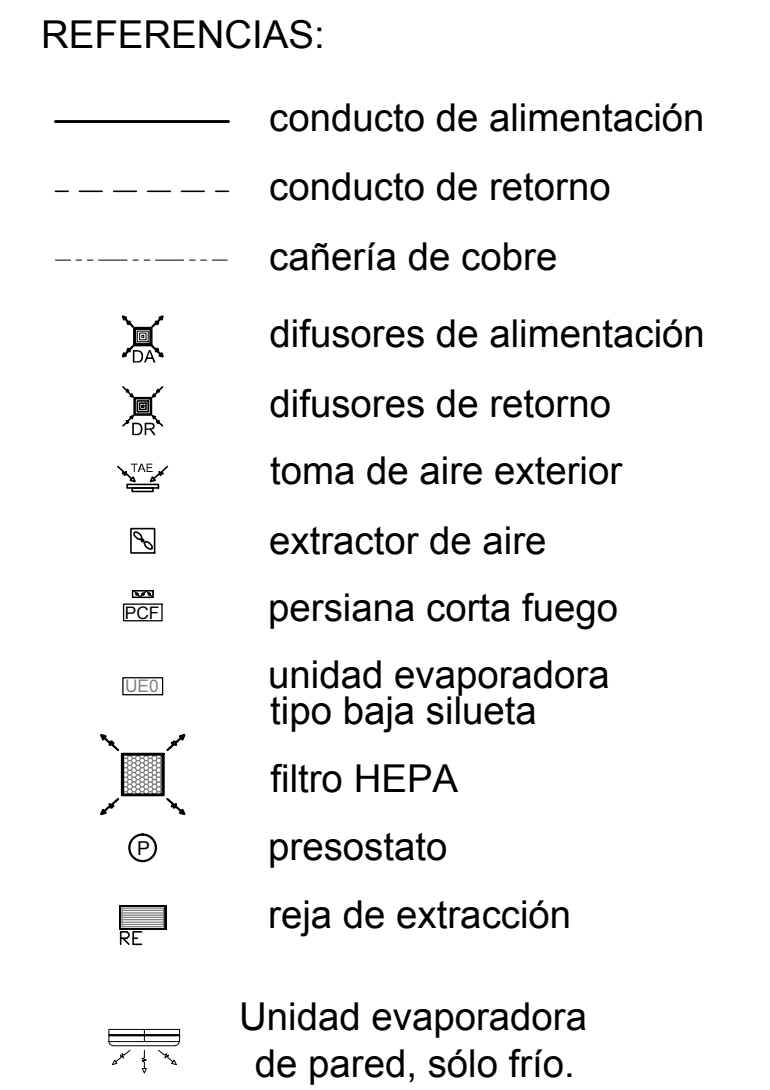 REFERENCIAS:
conducto de alimentación
conducto de retorno
cañería de cobre
DA difusores de alimentación
DR difusores de retorno
TAE toma de aire exterior
extractor de aire
PCF persiana corta fuego
UE0 unidad evaporadora
tipo baja silueta
filtro HEPA
P presostato
RE reja de extracción
Unidad evaporadora
de pared, sólo frío.